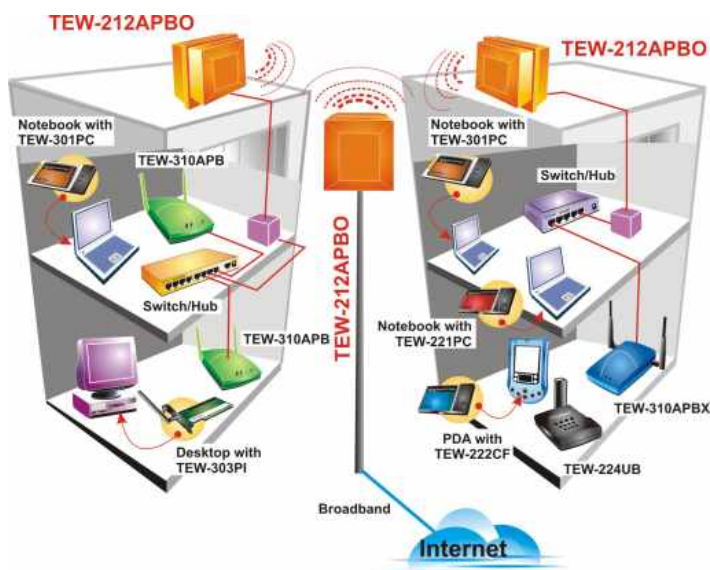 TEW-212APBO
TEW-212APBO
Notebook with
TEW-301PC
TEW-310APB
Switch/Hub
TEW-310APB
Desktop with
TEW-303PI
TEW-212APBO
Notebook with
TEW-301PC
Switch/Hub
Notebook with
TEW-221PC
TEW-310APBX
PDA with
TEW-222CF
TEW-224UB
Broadband
Internet